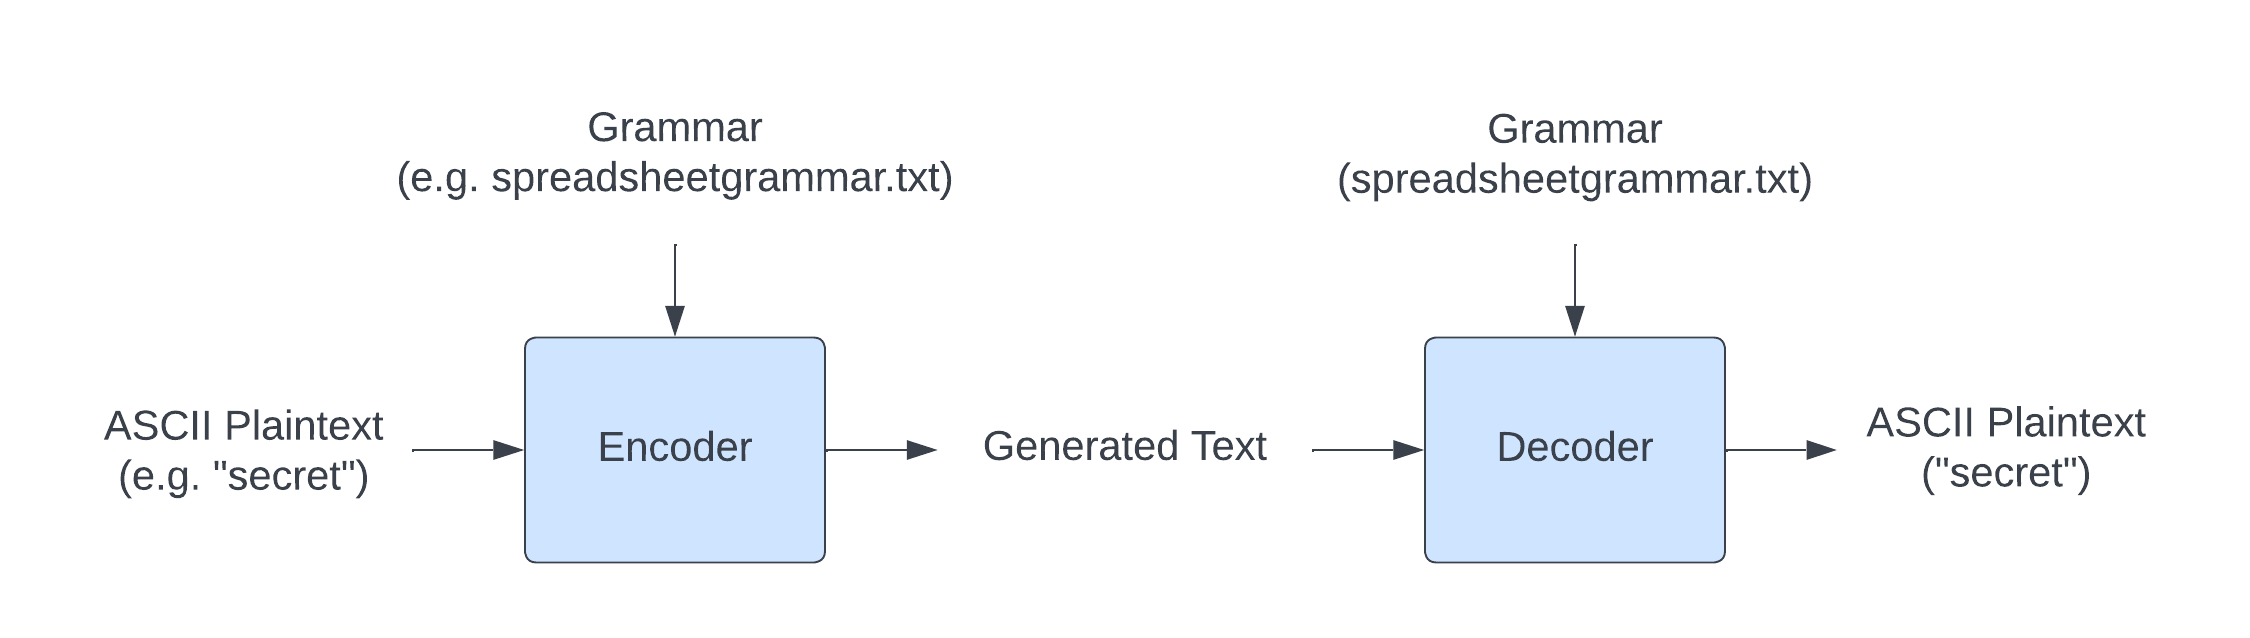 Grammar
(e.g. spreadsheetgrammar.txt)
Grammar
(spreadsheetgrammar.txt)
ASCII Plaintext
(e.g. "secret")
Encoder
Generated Text
Decoder
ASCII Plaintext
("secret")